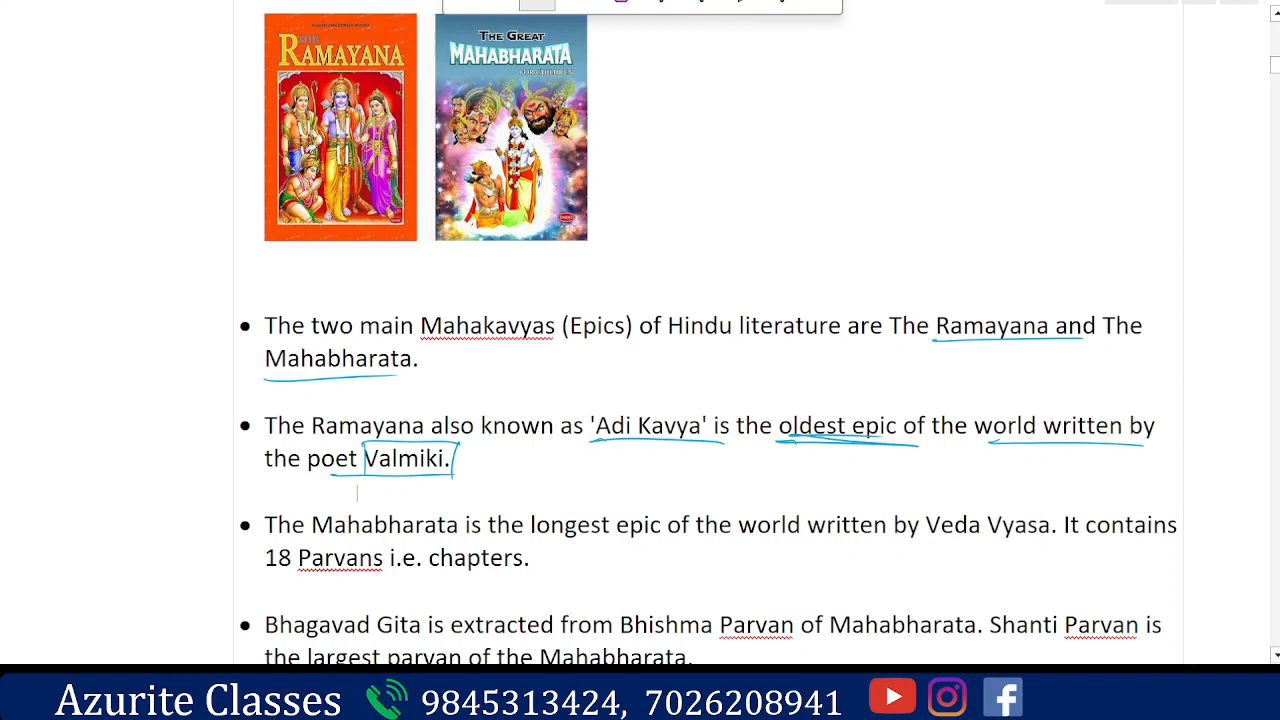 THE
RAMAYANA
THE GREAT
MAHABHARATA
FOR CHILDREN
• The two main Mahakavyas (Epics) of Hindu literature are The Ramayana and The
Mahabharata.
• The Ramayana also known as 'Adi Kavya' is the oldest epic of the world written by
the poet Valmiki.
• The Mahabharata is the longest epic of the world written by Veda Vyasa. It contains
18 Parvans i.e. chapters.
• Bhagavad Gita is extracted from Bhishma Parvan of Mahabharata. Shanti Parvan is
the largest parvan of the Mahabharata.
Azurite Classes 9845313424, 7026208941